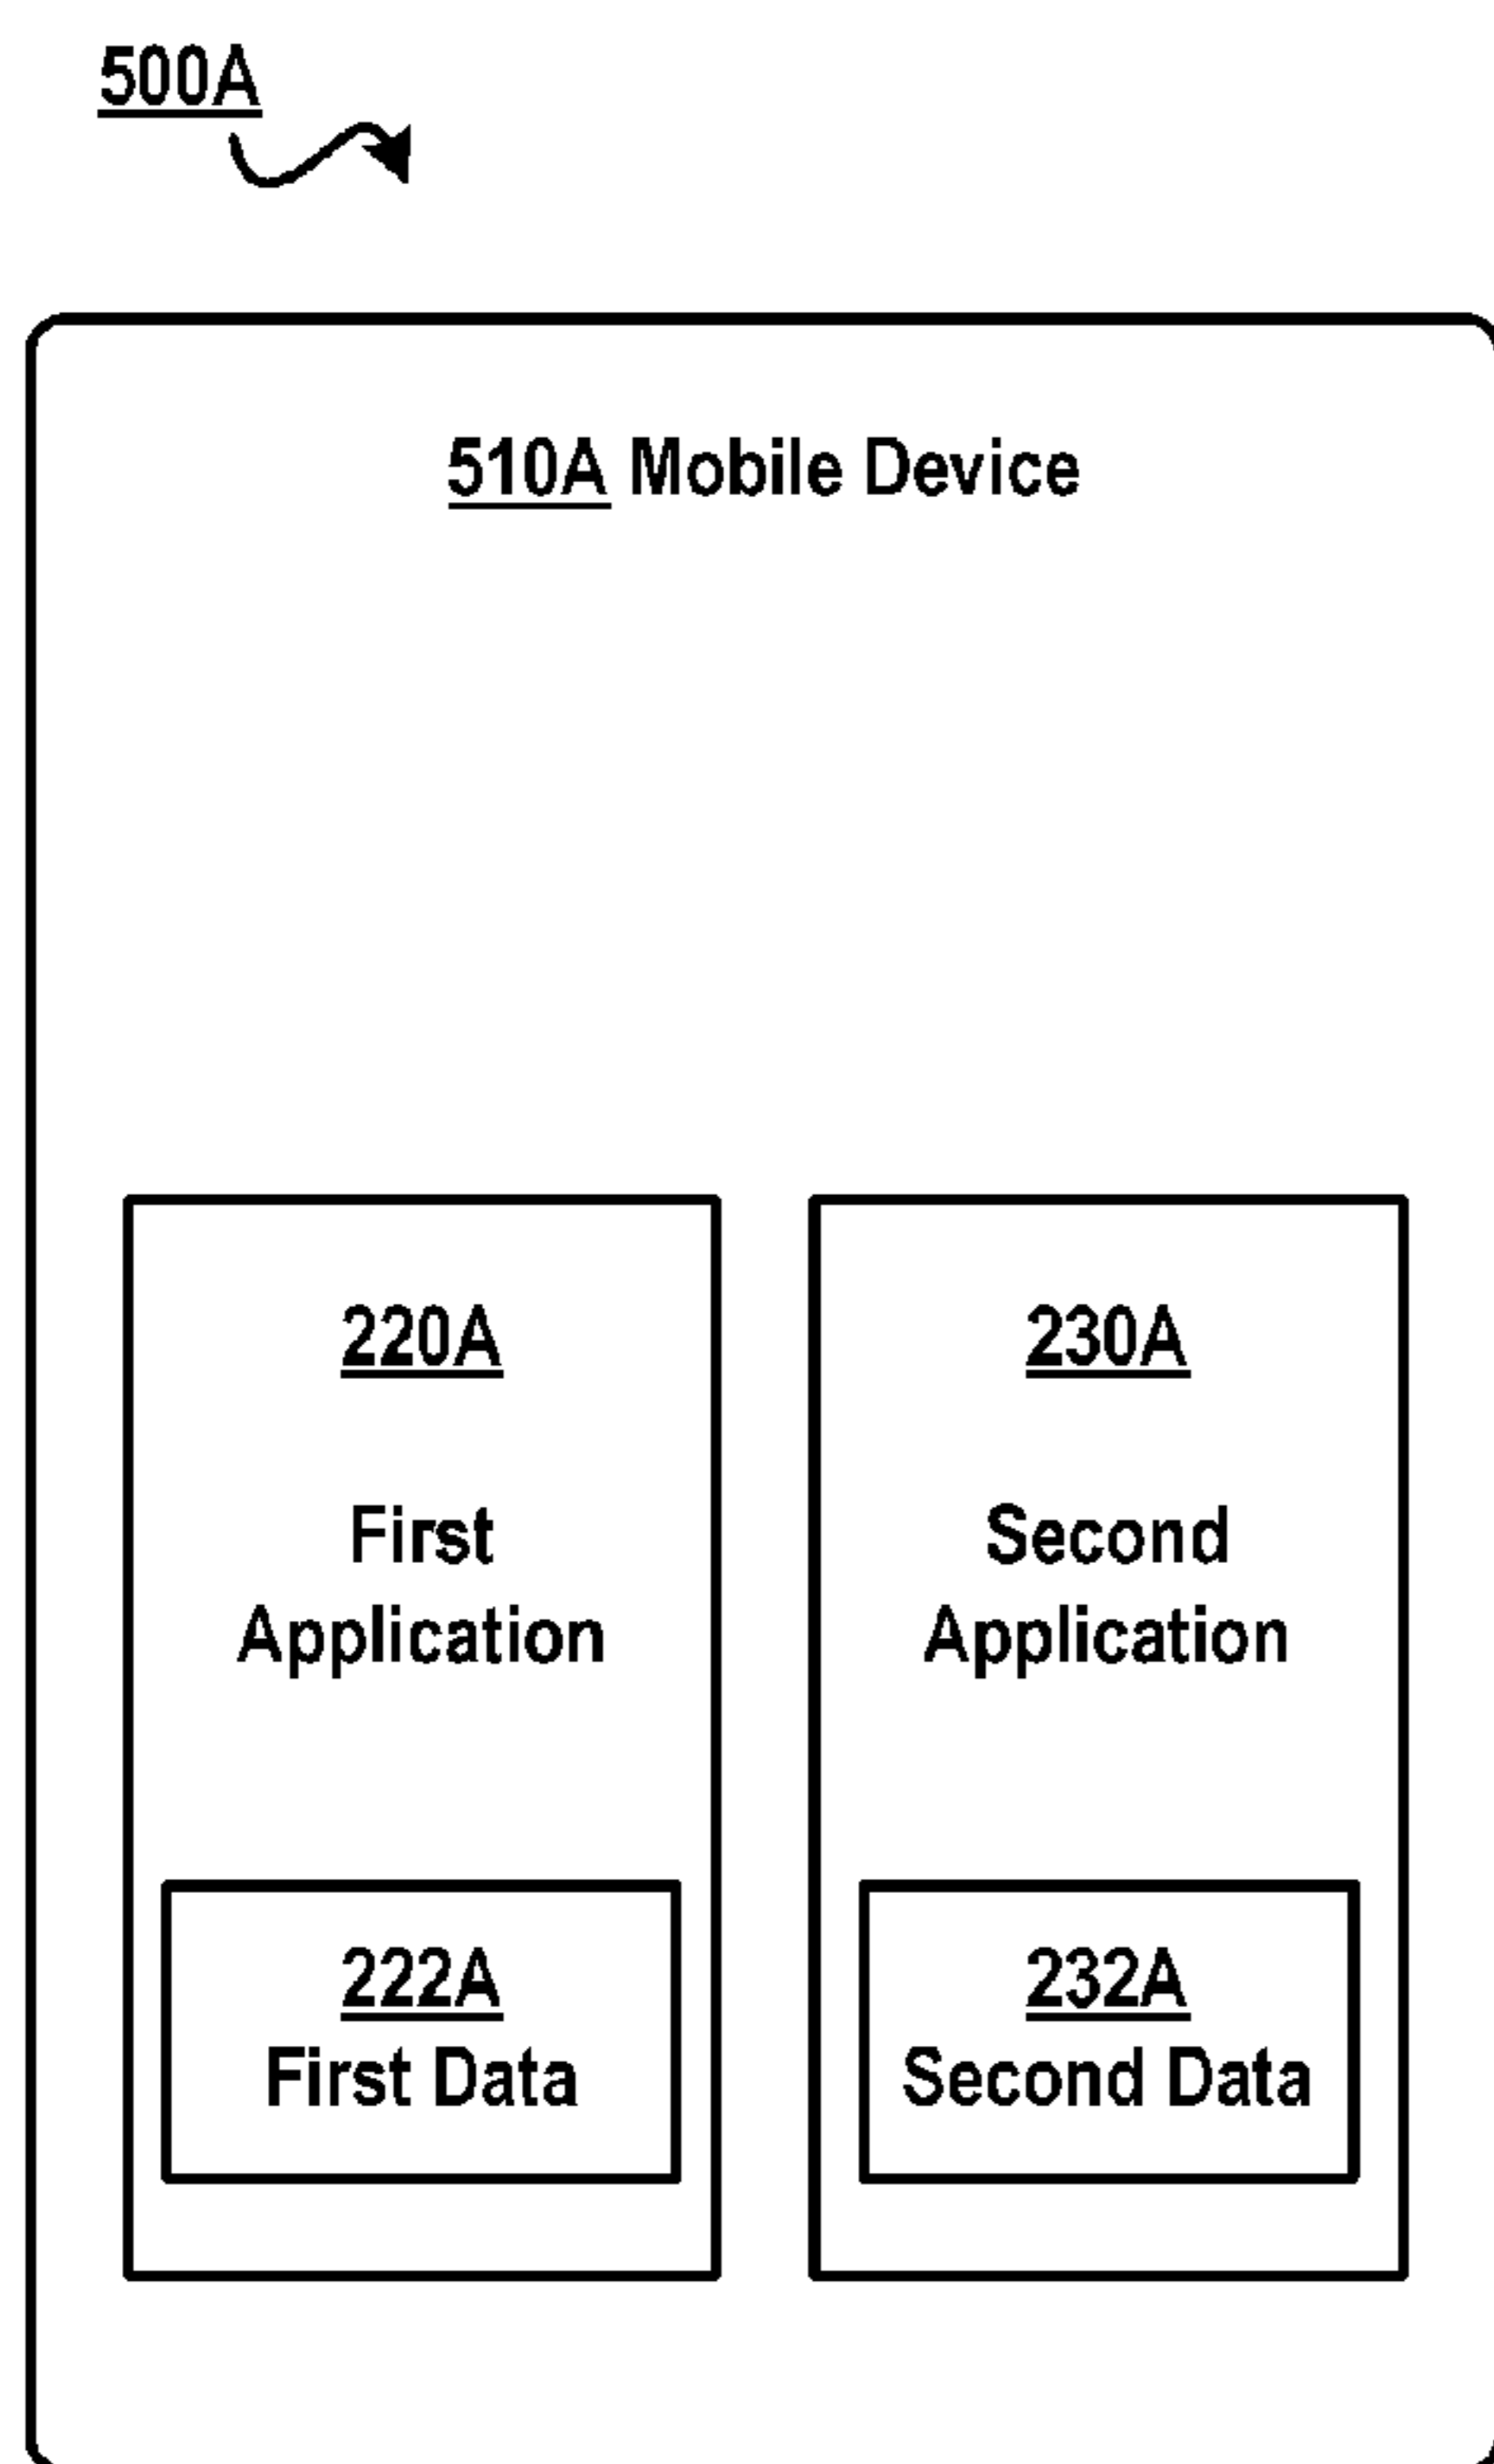 500A
510A Mobile Device
220A
First
Application
222A
First Data
230A
Second
Application
232A
Second Data